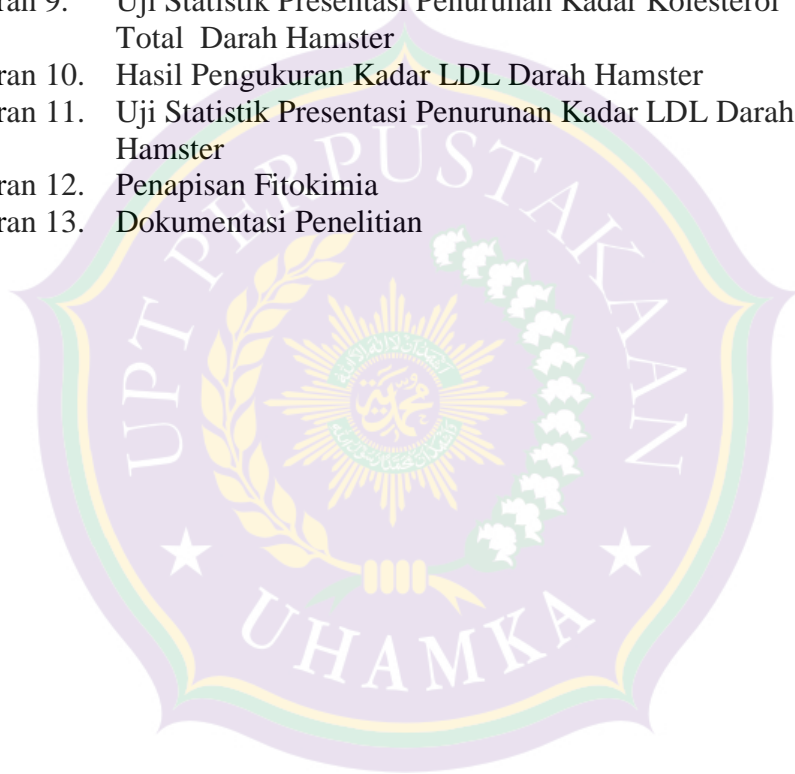 ran 9. Uji Statistik Presentasi Penurunan Kadar Kolesterol
Total Darah Hamster
ran 10. Hasil Pengukuran Kadar LDL Darah Hamster
ran 11. Uji Statistik Presentasi Penurunan Kadar LDL Darah
Hamster
ran 12. Penapisan Fitokimia
ran 13. Dokumentasi Penelitian
UPT PERPUSTAKAAN
UHAMKA